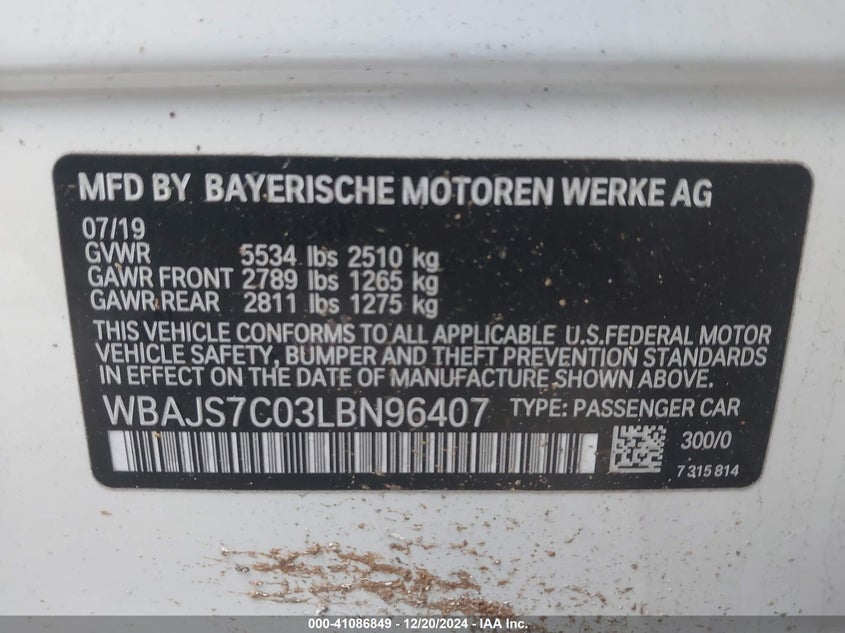 MFD BY BAYERISCHE MOTOREN WERKE AG
07/19
GVWR 5534 lbs 2510 kg
GAWR FRONT 2789 lbs 1265 kg
GAWR REAR 2811 lbs 1275 kg
THIS VEHICLE CONFORMS TO ALL APPLICABLE U.S.FEDERAL MOTOR
VEHICLE SAFETY, BUMPER AND THEFT PREVENTION STANDARDS
IN EFFECT ON THE DATE OF MANUFACTURE SHOWN ABOVE.
WBAJS7C03LBN96407 TYPE: PASSENGER CAR
300/0
7 315 814
000-41086849 - 12/20/2024 - IAA Inc.